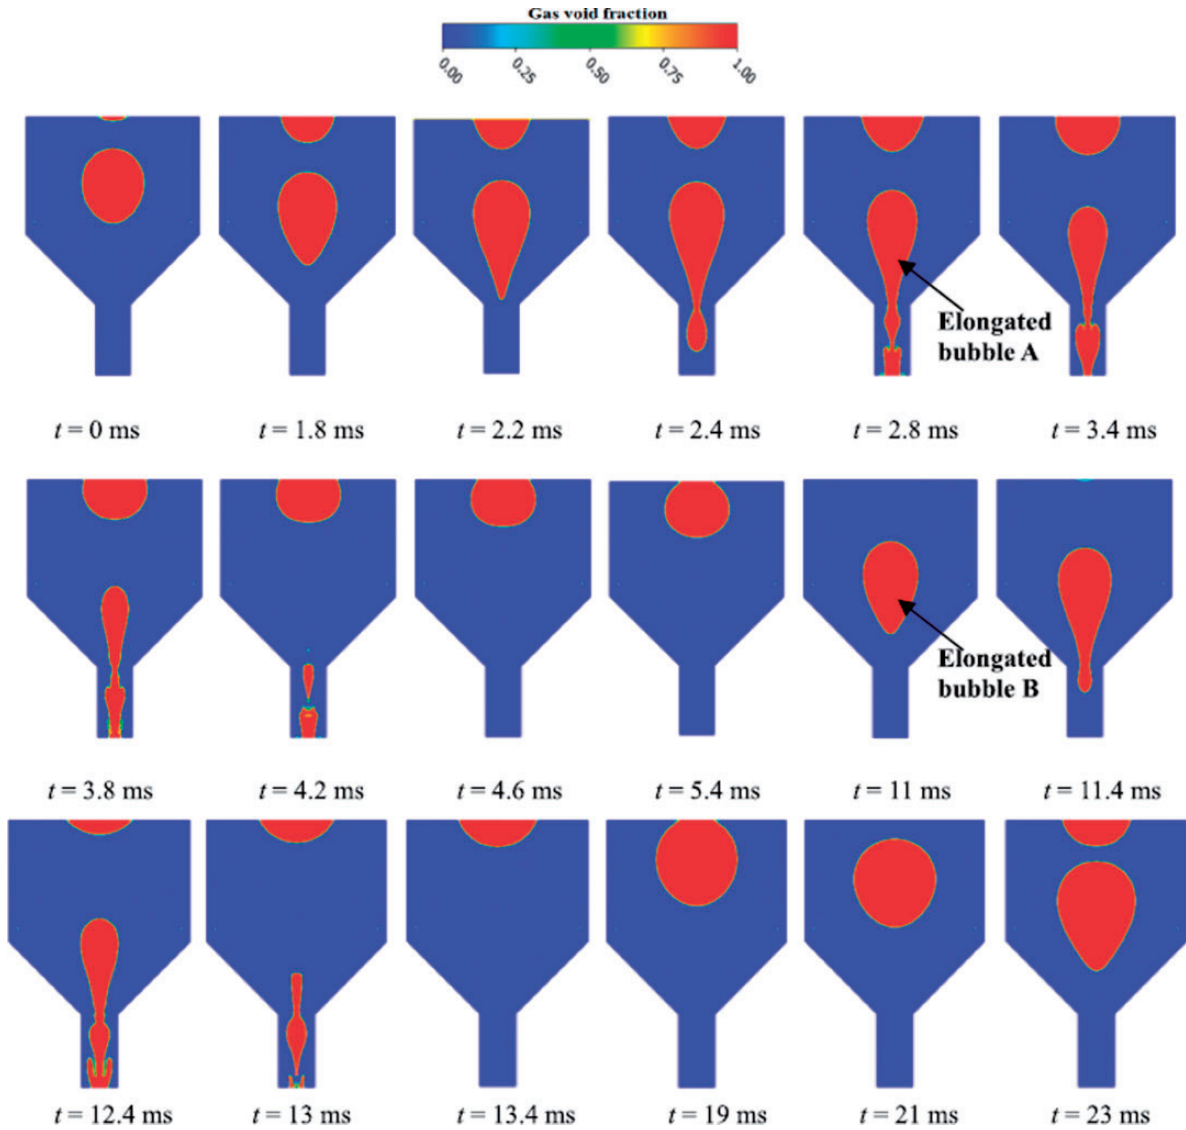 Gas void fraction
0.00 0.25 0.50 0.75 1.00
Elongated
bubble A
t = 0 ms t = 1.8 ms t = 2.2 ms t = 2.4 ms t = 2.8 ms t = 3.4 ms
Elongated
bubble B
t = 3.8 ms t = 4.2 ms t = 4.6 ms t = 5.4 ms t = 11 ms t = 11.4 ms
t = 12.4 ms t = 13 ms t = 13.4 ms t = 19 ms t = 21 ms t = 23 ms